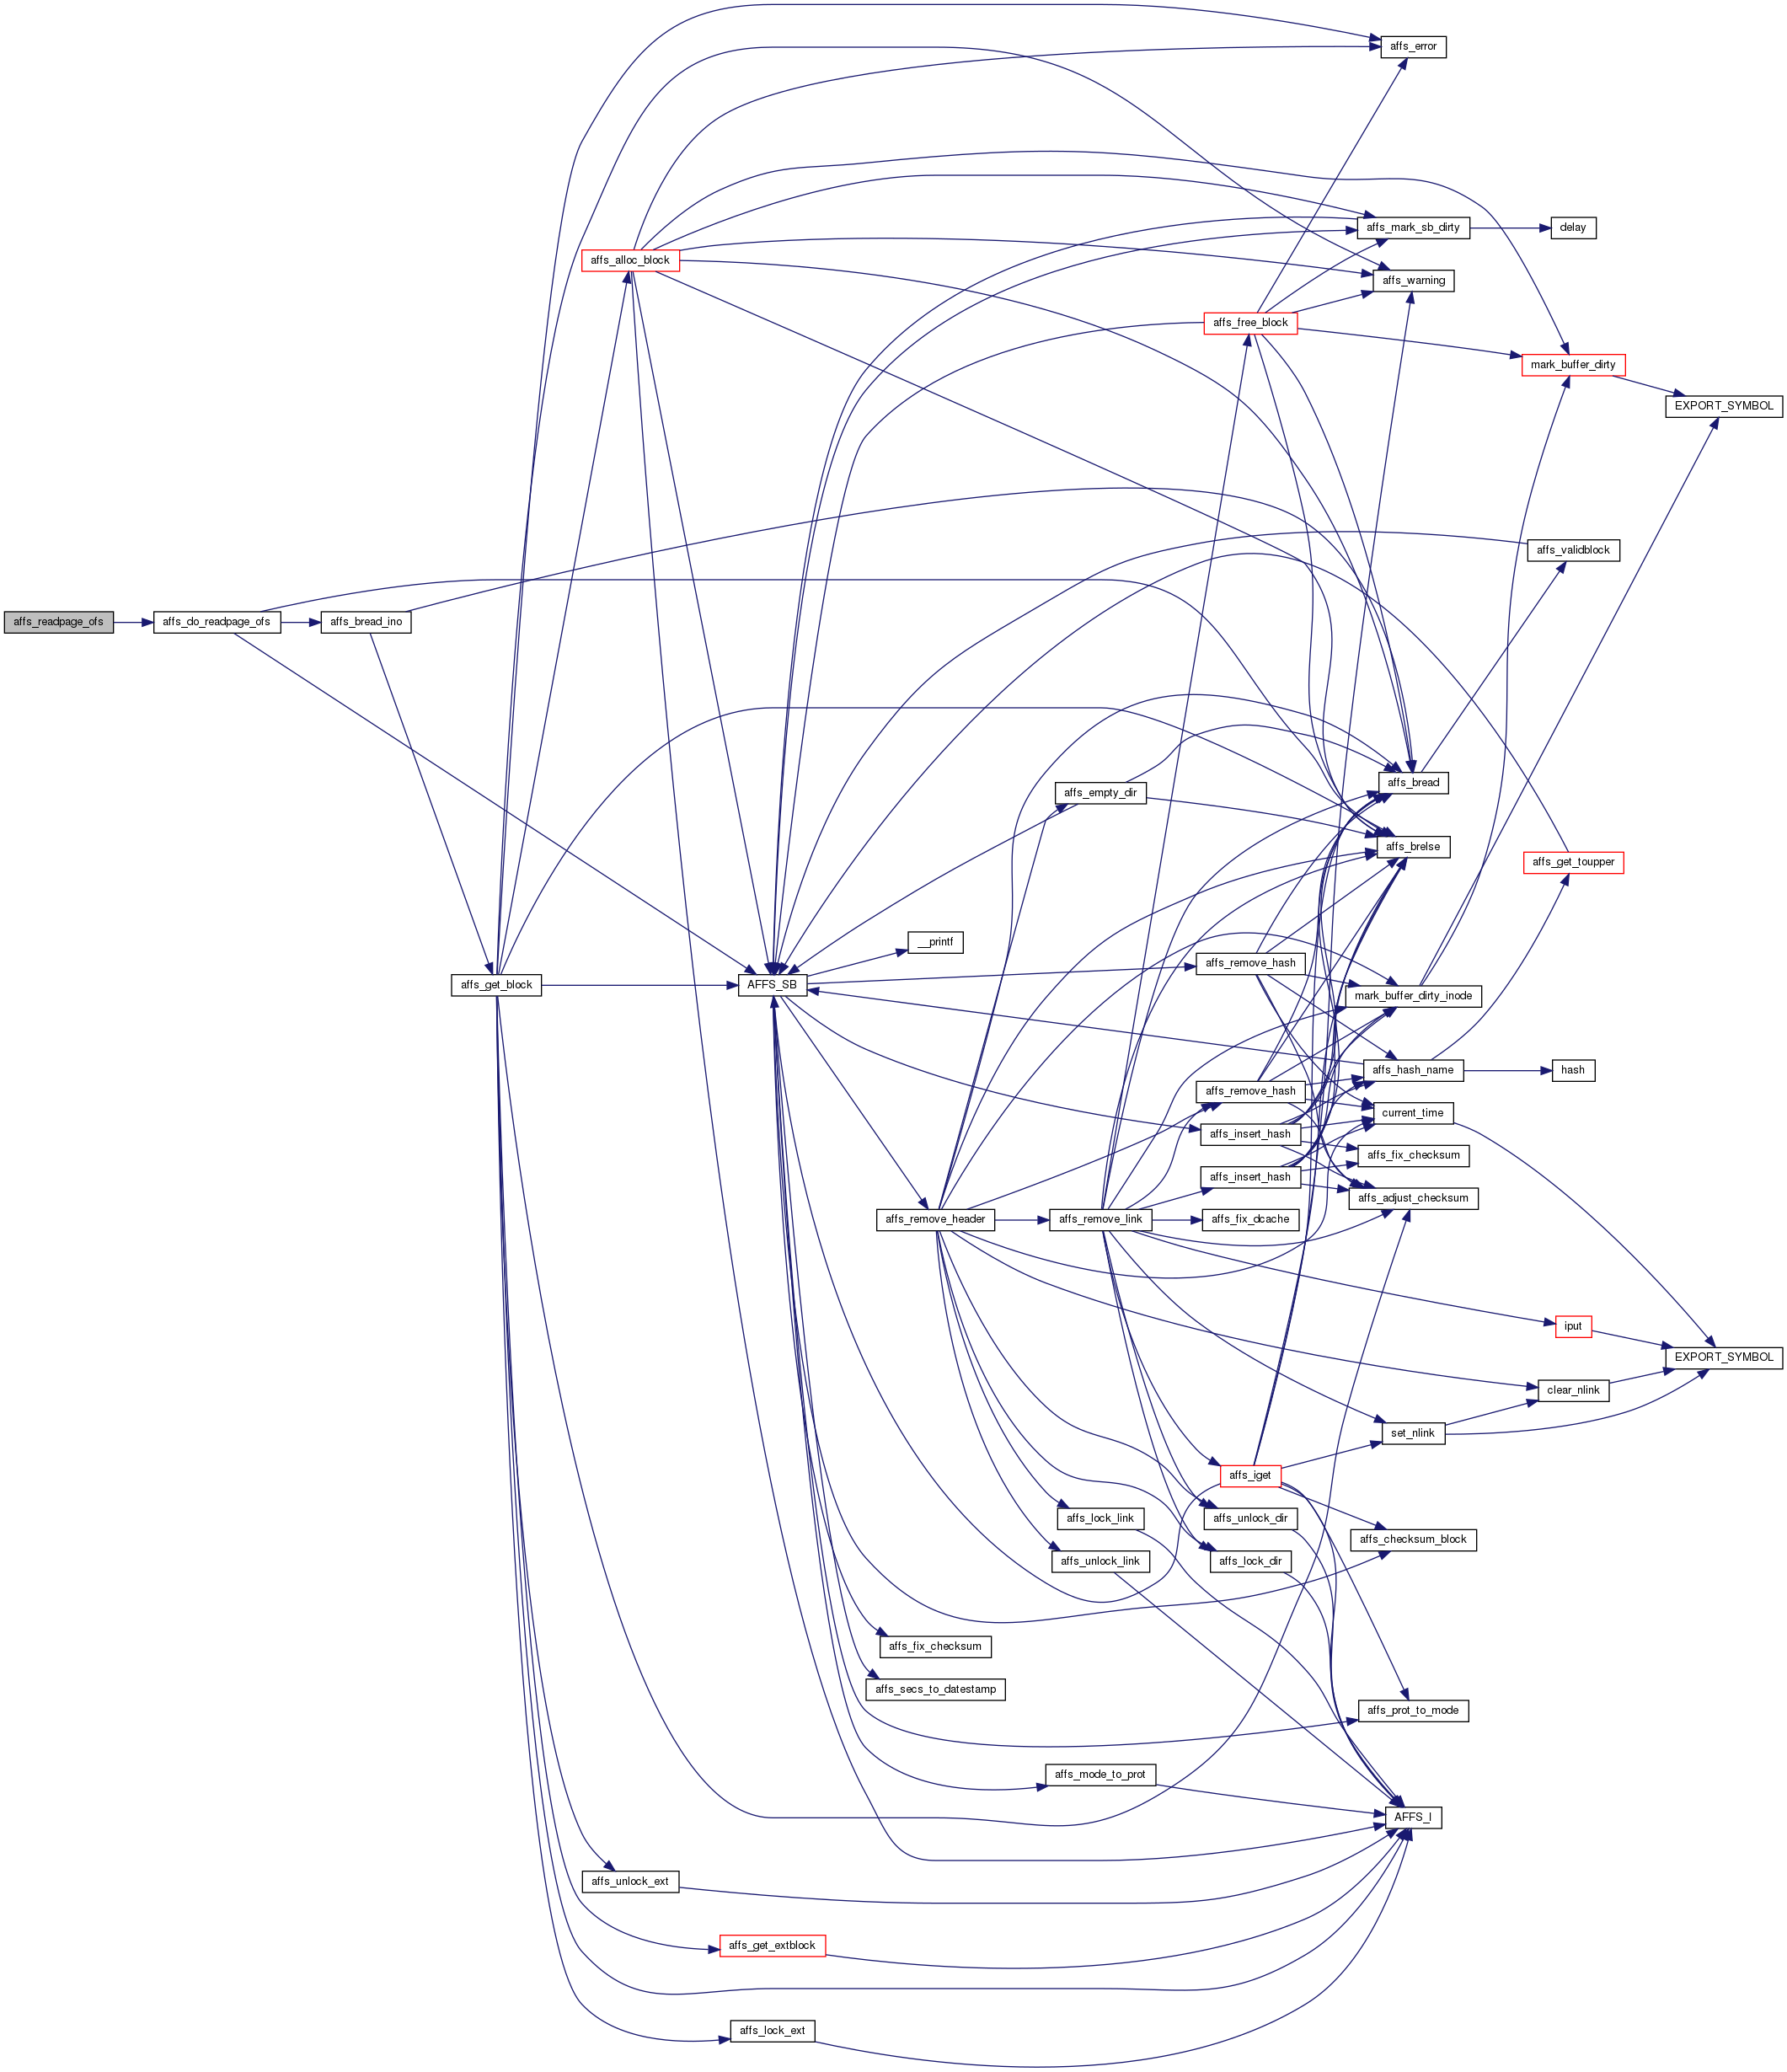 affs_error
affs_mark_sb_dirty
delay
affs_alloc_block
affs_warning
affs_free_block
mark_buffer_dirty
EXPORT_SYMBOL
affs_validblock
affs_readpage_ofs
affs_do_readpage_ofs
affs_bread_ino
affs_bread
affs_empty_dir
affs_brelse
affs_get_toupper
__printf
affs_remove_hash
affs_get_block
AFFS_SB
mark_buffer_dirty_inode
affs_hash_name
hash
affs_remove_hash
current_time
affs_insert_hash
affs_fix_checksum
affs_insert_hash
affs_adjust_checksum
affs_remove_header
affs_remove_link
affs_fix_dcache
iput
EXPORT_SYMBOL
clear_nlink
set_nlink
affs_iget
affs_lock_link
affs_unlock_dir
affs_checksum_block
affs_unlock_link
affs_lock_dir
affs_fix_checksum
affs_secs_to_datestamp
affs_prot_to_mode
affs_mode_to_prot
AFFS_I
affs_unlock_ext
affs_get_extblock
affs_lock_ext